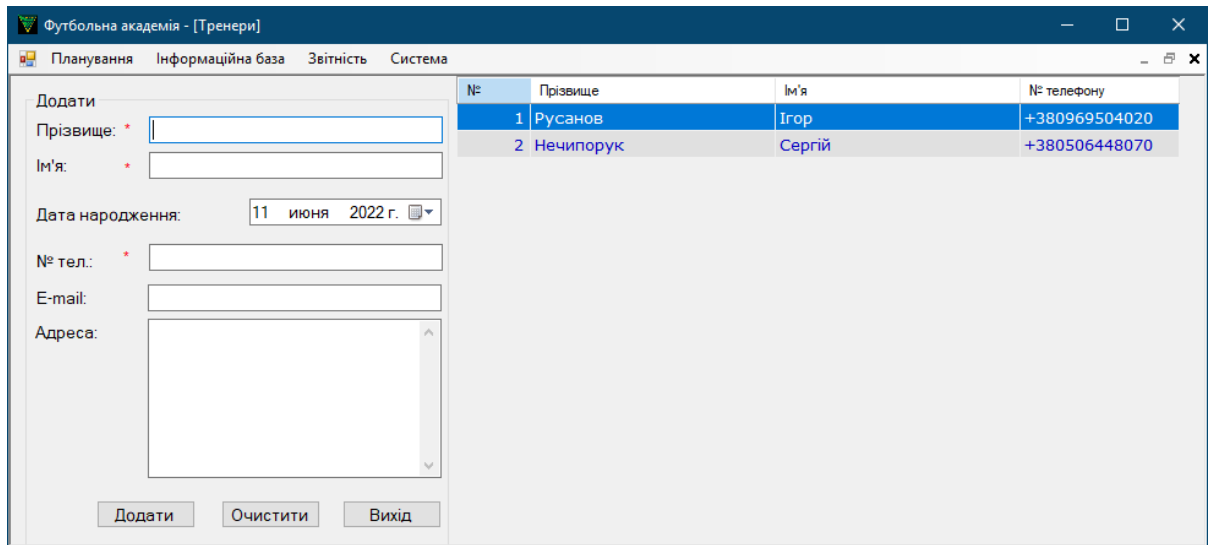 Футбольна академія - [Тренери]
Планування Інформаційна база Звітність Система
Додати
Прізвище: *
Ім'я: *
Дата народження: 11 июня 2022 г.
№ тел.: *
E-mail:
Адреса:
Додати Очистити Вихід
№ Прізвище Ім'я № телефону
1 Русанов Ігор +380969504020
2 Нечипорук Сергій +380506448070